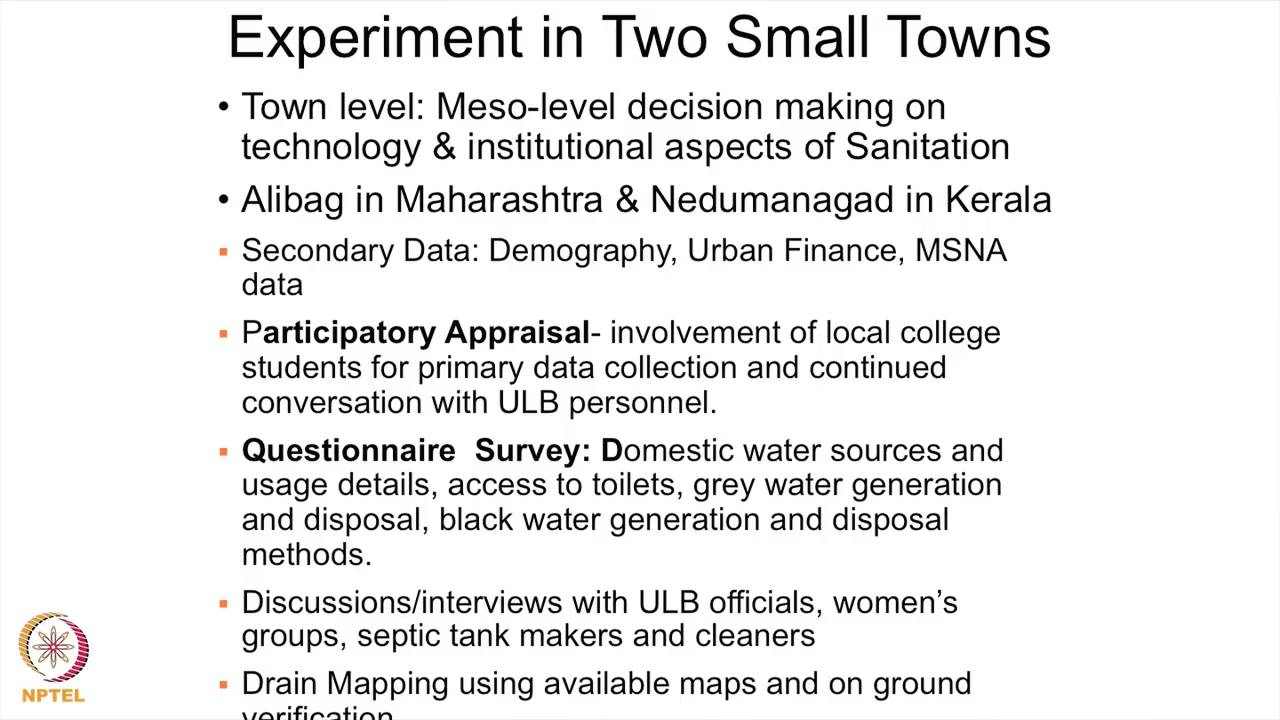 Experiment in Two Small Towns
• Town level: Meso-level decision making on
technology & institutional aspects of Sanitation
• Alibag in Maharashtra & Nedumanagad in Kerala
▪ Secondary Data: Demography, Urban Finance, MSNA
data
▪ Participatory Appraisal- involvement of local college
students for primary data collection and continued
conversation with ULB personnel.
▪ Questionnaire  Survey: Domestic water sources and
usage details, access to toilets, grey water generation
and disposal, black water generation and disposal
methods.
▪ Discussions/interviews with ULB officials, women’s
groups, septic tank makers and cleaners
▪ Drain Mapping using available maps and on ground
verification
NPTEL